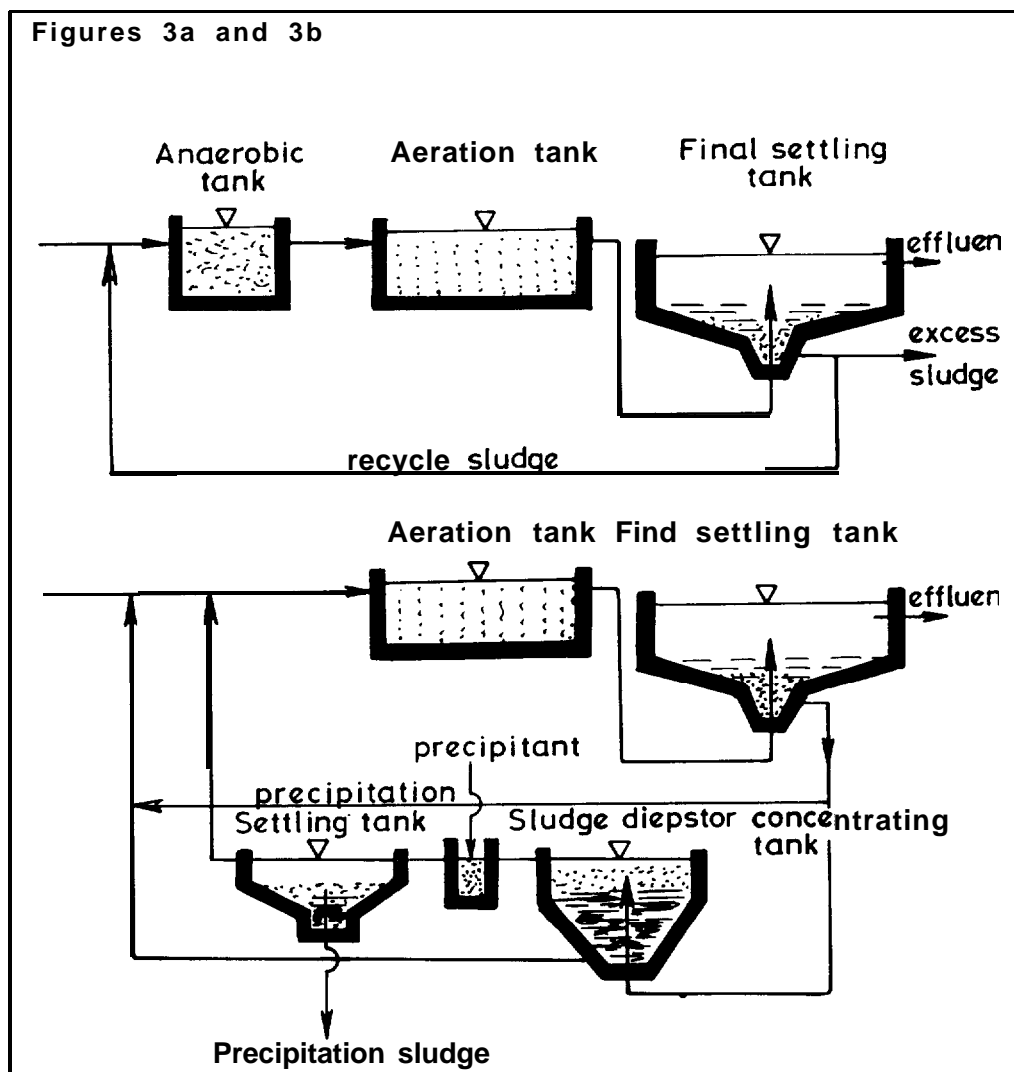 Figures 3a and 3b
Anaerobic
tank
Aeration tank
Final settling
tank
effluen
excess
sludge
recycle sludge
Aeration tank Find settling tank
effluen
precipitant
precipitation
Settling tank
Sludge diepstor concentrating
tank
Precipitation sludge